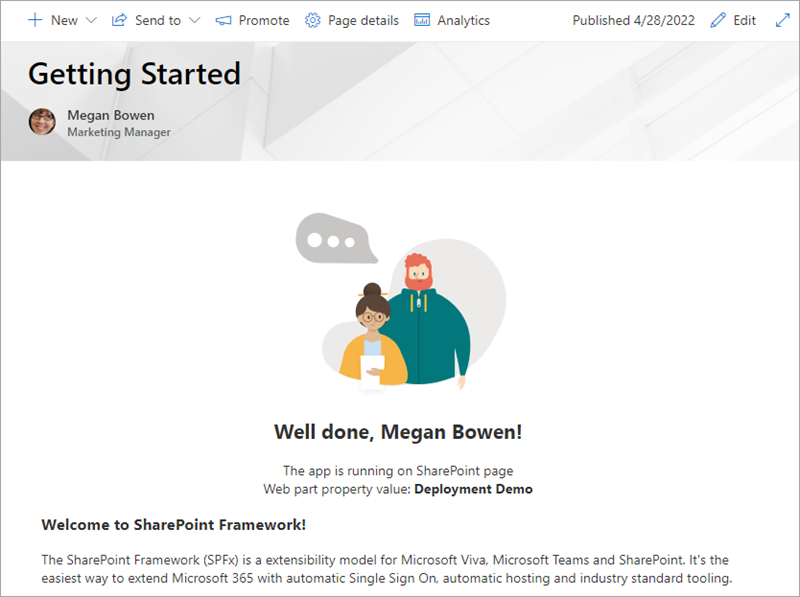 New Send to Promote Page details Analytics Published 4/28/2022 Edit
Getting Started
Megan Bowen
Marketing Manager
Well done, Megan Bowen!
The app is running on SharePoint page
Web part property value: Deployment Demo
Welcome to SharePoint Framework!
The SharePoint Framework (SPFx) is a extensibility model for Microsoft Viva, Microsoft Teams and SharePoint. It's the
easiest way to extend Microsoft 365 with automatic Single Sign On, automatic hosting and industry standard tooling.